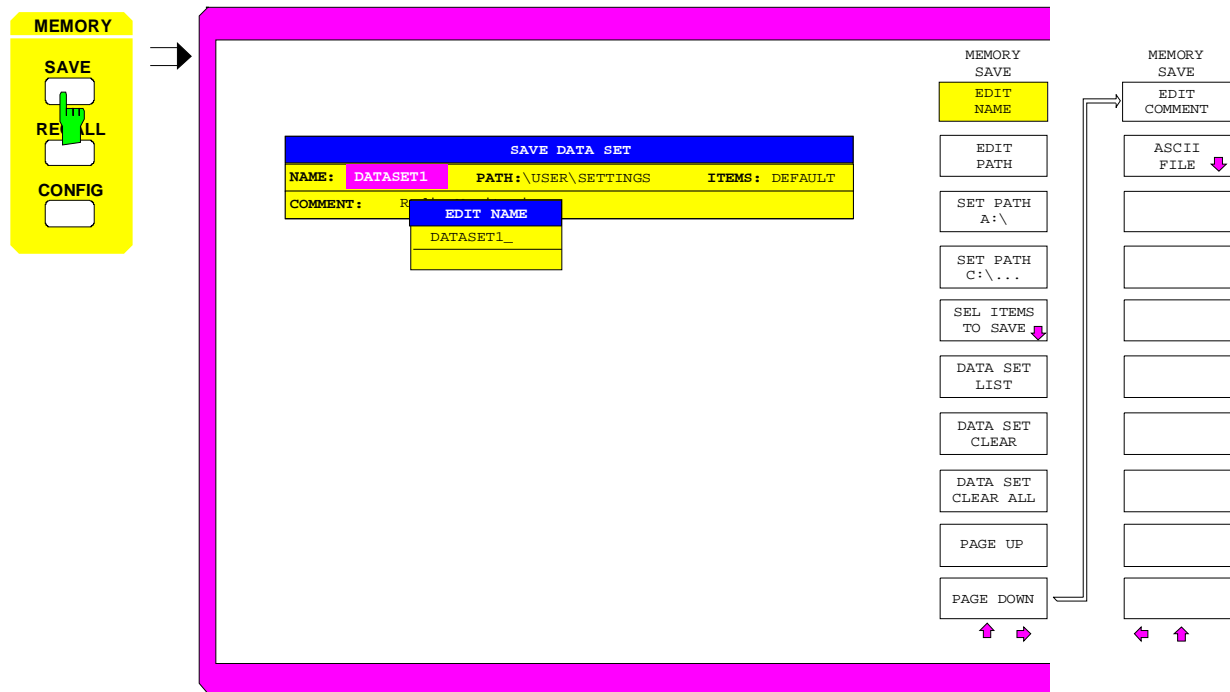 MEMORY
SAVE
RECALL
CONFIG
SAVE DATA SET
NAME: DATASET1 PATH:\USER\SETTINGS ITEMS: DEFAULT
COMMENT:
EDIT NAME
DATASET1_
MEMORY
SAVE
EDIT
NAME
EDIT
PATH
SET PATH
A:\
SET PATH
C:\...
SEL ITEMS
TO SAVE
DATA SET
LIST
DATA SET
CLEAR
DATA SET
CLEAR ALL
PAGE UP
PAGE DOWN
MEMORY
SAVE
EDIT
COMMENT
ASCII
FILE